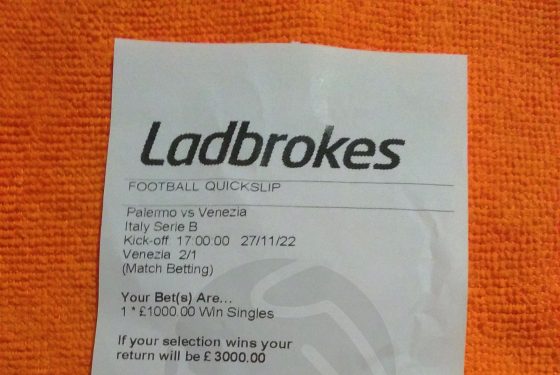 Ladbrokes
FOOTBALL QUICKSLIP
Palermo vs Venezia
Italy Serie B
Kick-off: 17:00:00 27/11/22
Venezia 2/1
(Match Betting)
Your Bet(s) Are...
1 * £1000.00 Win Singles
If your selection wins your
return will be £3000.00